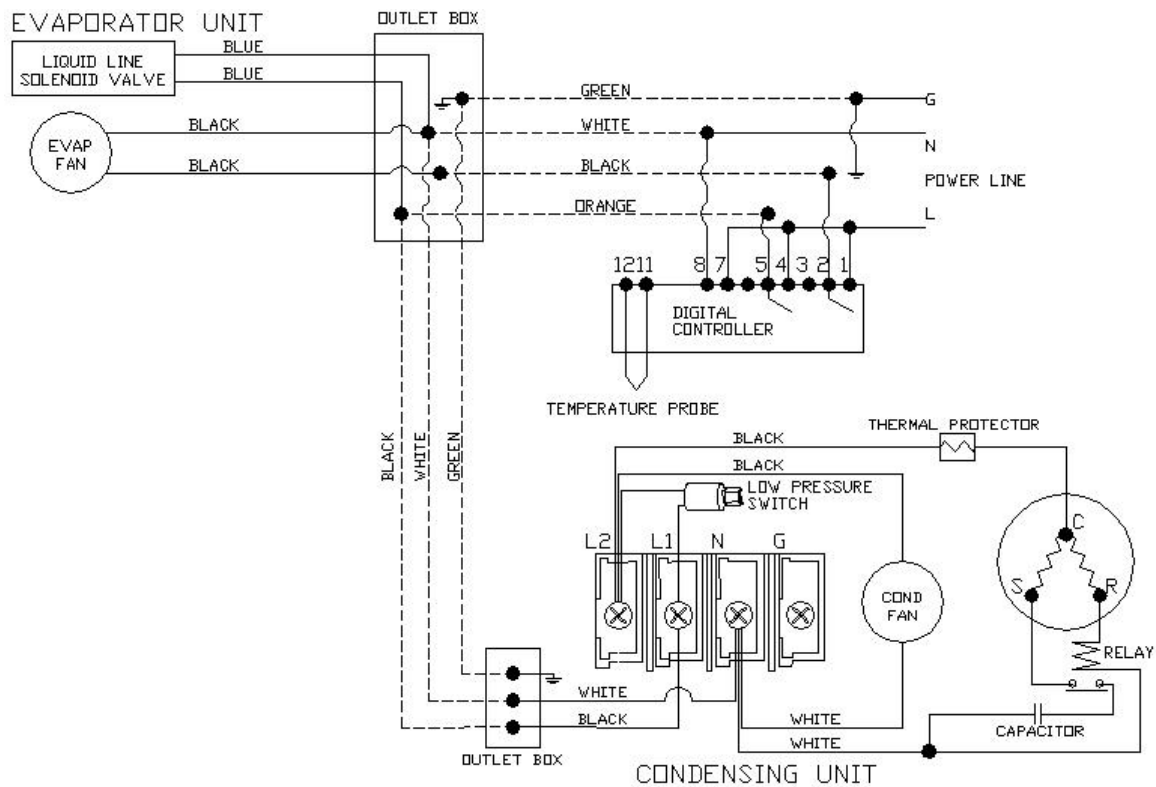 EVAPORATOR UNIT
OUTLET BOX
LIQUID LINE
SOLENOID VALVE
BLUE
BLUE
EVAP
FAN
BLACK
BLACK
GREEN
WHITE
BLACK
ORANGE
G
N
POWER LINE
L
12 11 8 7 5 4 3 2 1
DIGITAL
CONTROLLER
TEMPERATURE PROBE
BLACK
WHITE
GREEN
THERMAL PROTECTOR
BLACK
BLACK
LOW PRESSURE
SWITCH
L2 L1 N G
C
S
R
COND
FAN
RELAY
WHITE
BLACK
WHITE
WHITE
CAPACITOR
OUTLET BOX
CONDENSING UNIT